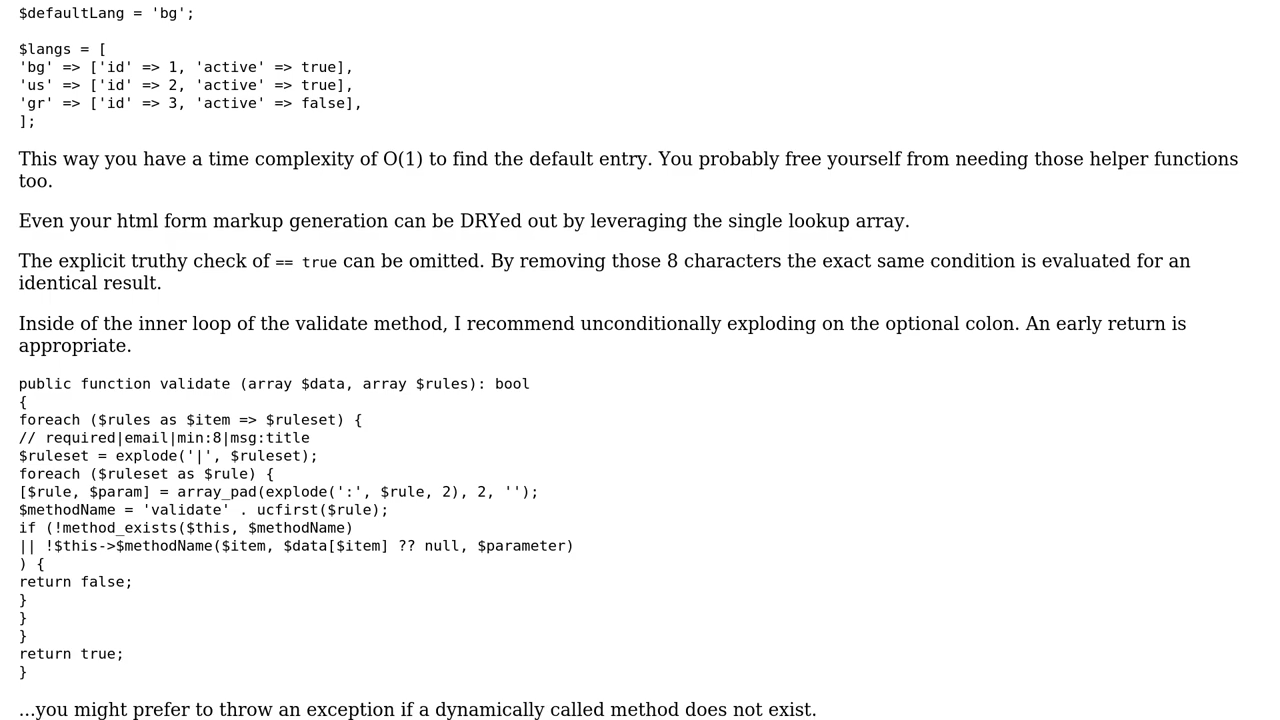 $defaultLang = 'bg';
$langs = [
'bg' => ['id' => 1, 'active' => true],
'us' => ['id' => 2, 'active' => true],
'gr' => ['id' => 3, 'active' => false],
];
This way you have a time complexity of O(1) to find the default entry. You probably free yourself from needing those helper functions
too.
Even your html form markup generation can be DRYed out by leveraging the single lookup array.
The explicit truthy check of == true can be omitted. By removing those 8 characters the exact same condition is evaluated for an
identical result.
Inside of the inner loop of the validate method, I recommend unconditionally exploding on the optional colon. An early return is
appropriate.
public function validate (array $data, array $rules): bool
{
foreach ($rules as $item => $ruleset) {
// required|email|min:8|msg:title
$ruleset = explode('|', $ruleset);
foreach ($ruleset as $rule) {
[$rule, $param] = array_pad(explode(':', $rule, 2), 2, '');
$methodName = 'validate' . ucfirst($rule);
if (!method_exists($this, $methodName)
|| !$this->$methodName($item, $data[$item] ?? null, $parameter)
) {
return false;
}
}
}
return true;
}
...you might prefer to throw an exception if a dynamically called method does not exist.